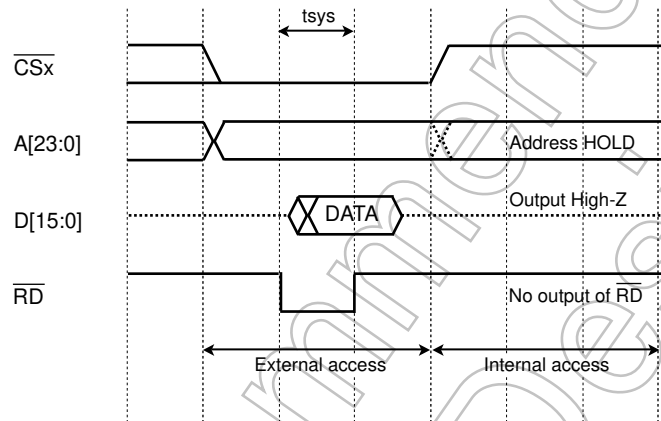 tsys
CSx
A[23:0]
Address HOLD
D[15:0]
DATA
Output High-Z
RD
No output of RD
External access
Internal access